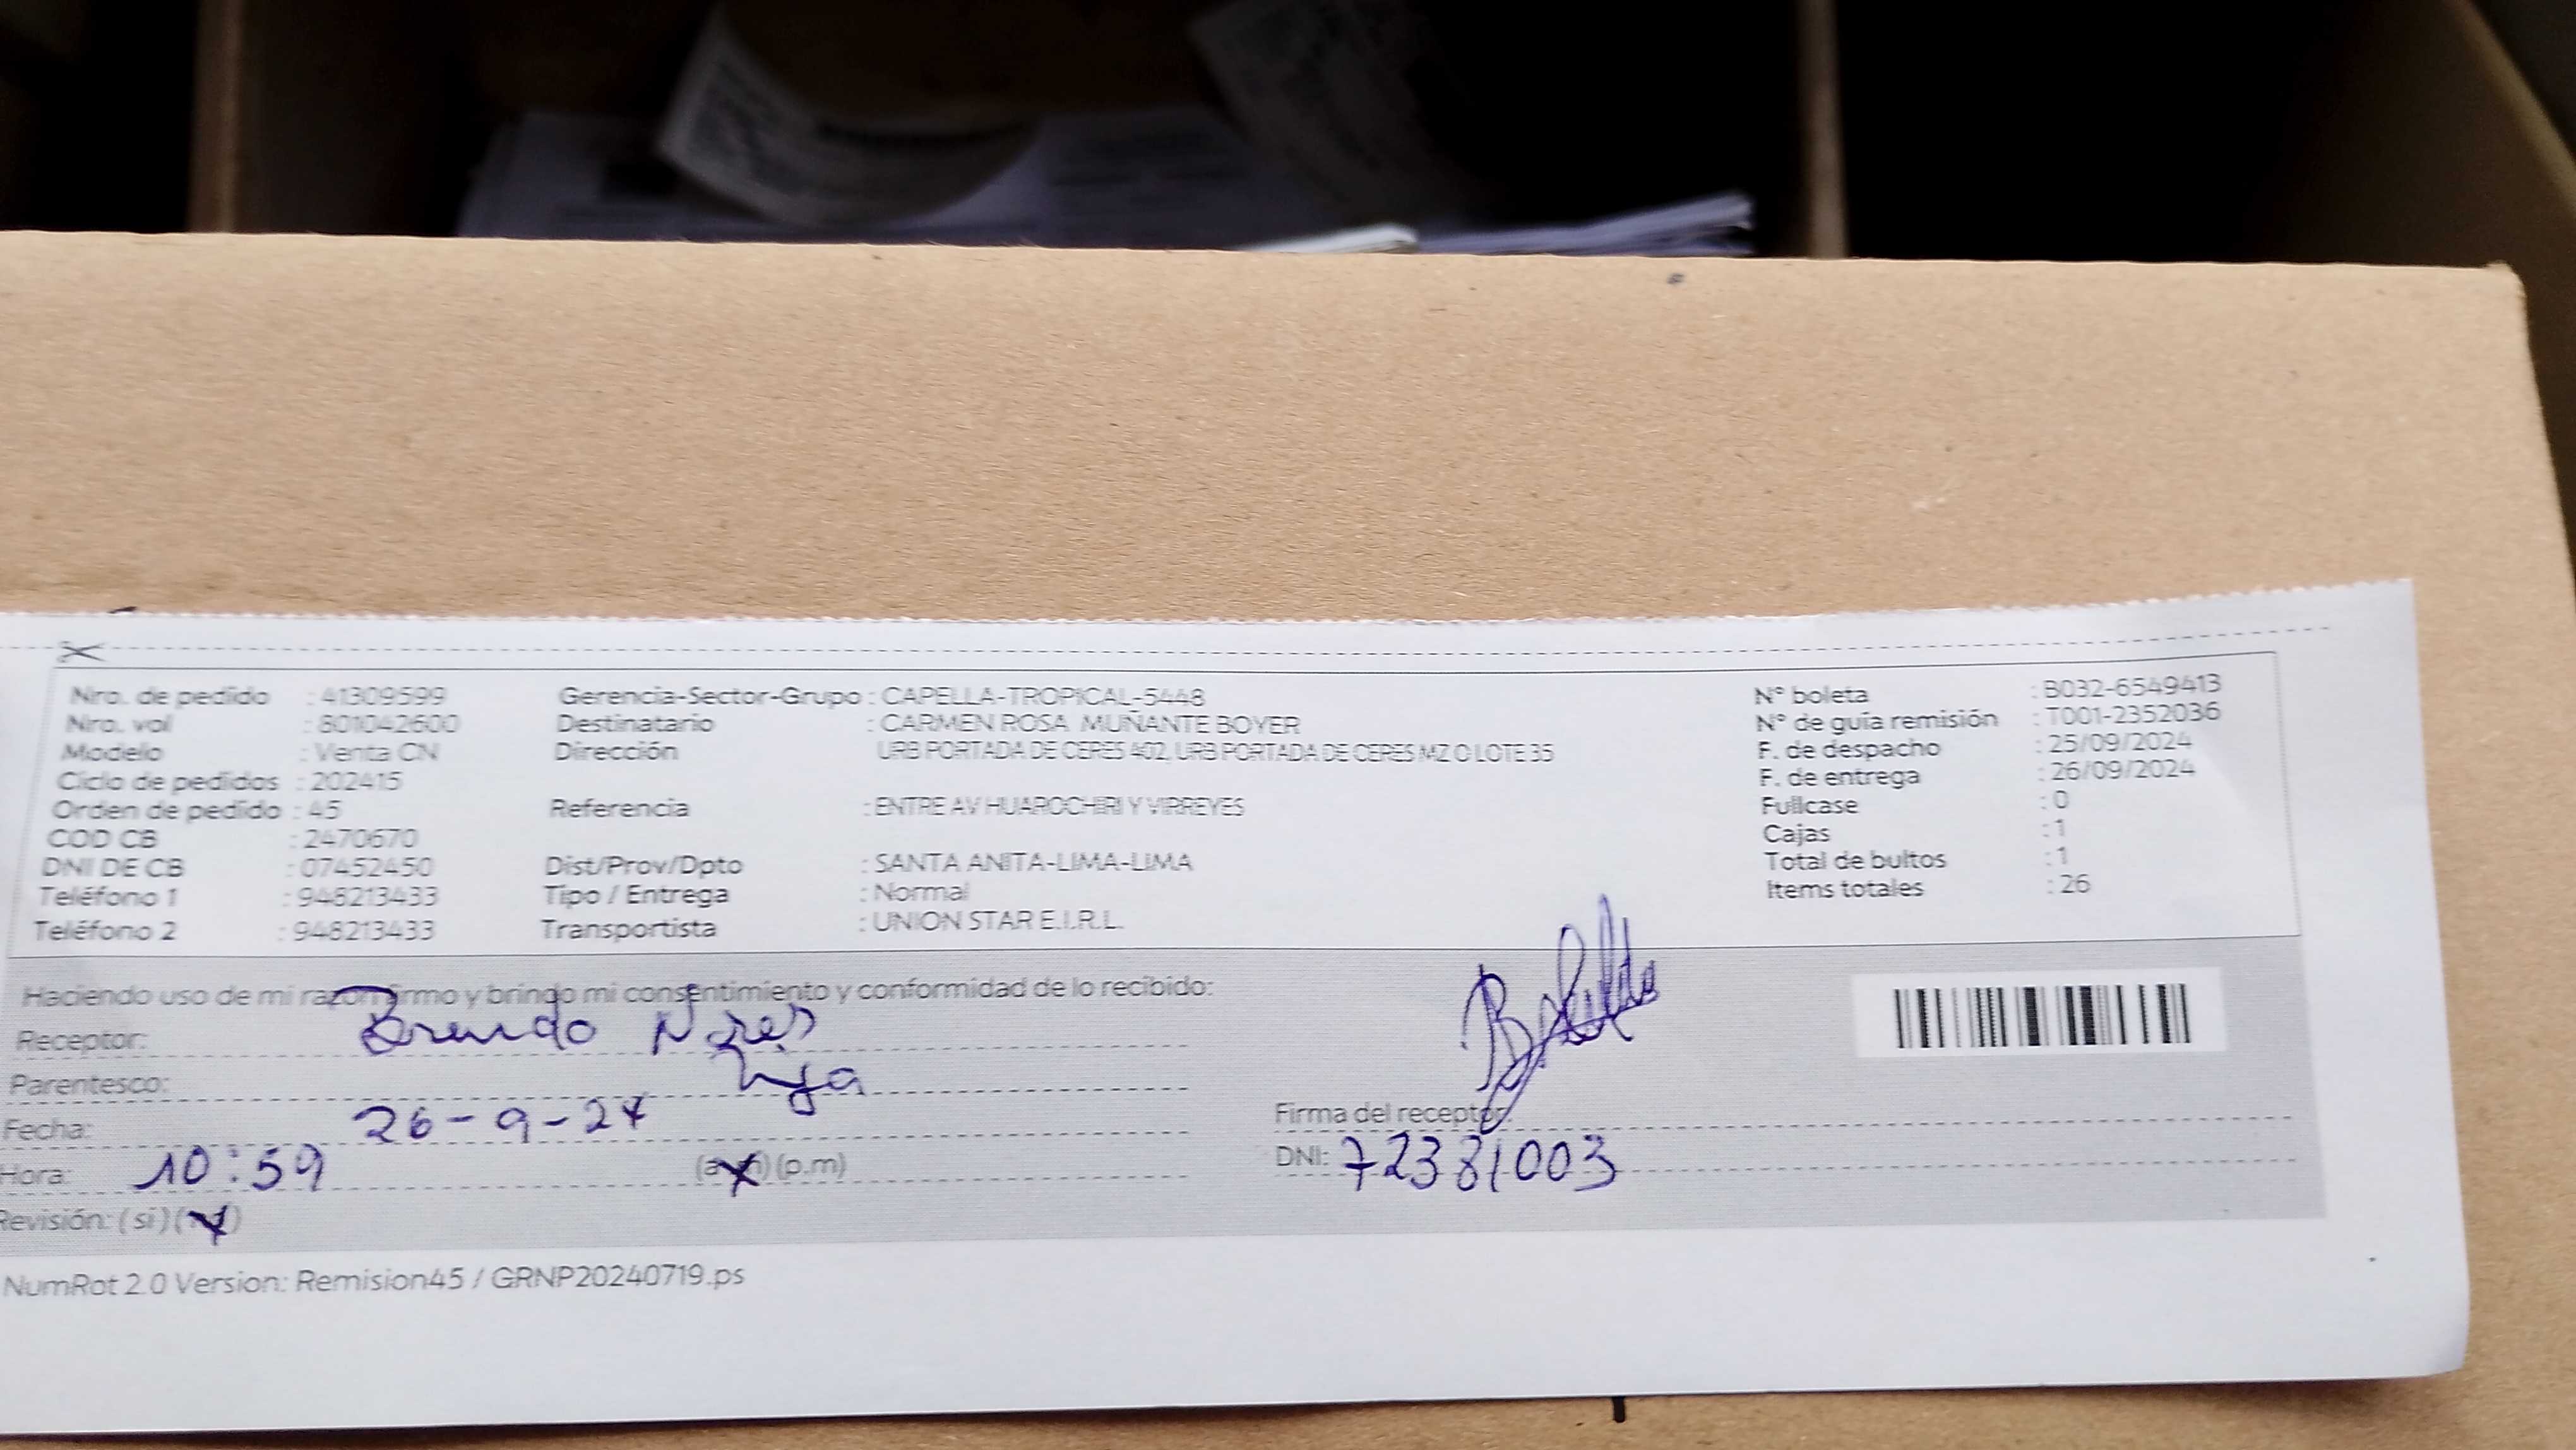 Nro. de pedido : 41309599 Gerencia-Sector-Grupo : CAPELLA-TROPICAL-5448 N° boleta : B032-6549413
Nro. vol : 801042600 Destinatario : CARMEN ROSA MUÑANTE BOYER N° de guía remisión : T001-2352036
Modelo : Venta CN Dirección URB PORTADA DE CERES 402, URB PORTADA DE CERES MZ O LOTE 35 F. de despacho : 25/09/2024
Ciclo de pedidos : 202415 F. de entrega : 26/09/2024
Orden de pedido : 45 Referencia : ENTRE AV HUAROCHIRI Y VIRREYES Fullcase : 0
COD CB : 2470670 Cajas : 1
DNI DE CB : 07452450 Dist/Prov/Dpto : SANTA ANITA-LIMA-LIMA Total de bultos : 1
Teléfono 1 : 948213433 Tipo / Entrega : Normal Items totales : 26
Teléfono 2 : 948213433 Transportista : UNION STAR E.I.R.L.
Haciendo uso de mi razón firmo y brindo mi consentimiento y conformidad de lo recibido:
Receptor:
Parentesco: hija
Fecha: 26-9-24 Firma del receptor:
Hora: 10:59 (a.m) (p.m) DNI: 72381003
Revisión: (si) (
NumRot 2.0 Version: Remision45 / GRNP20240719.ps